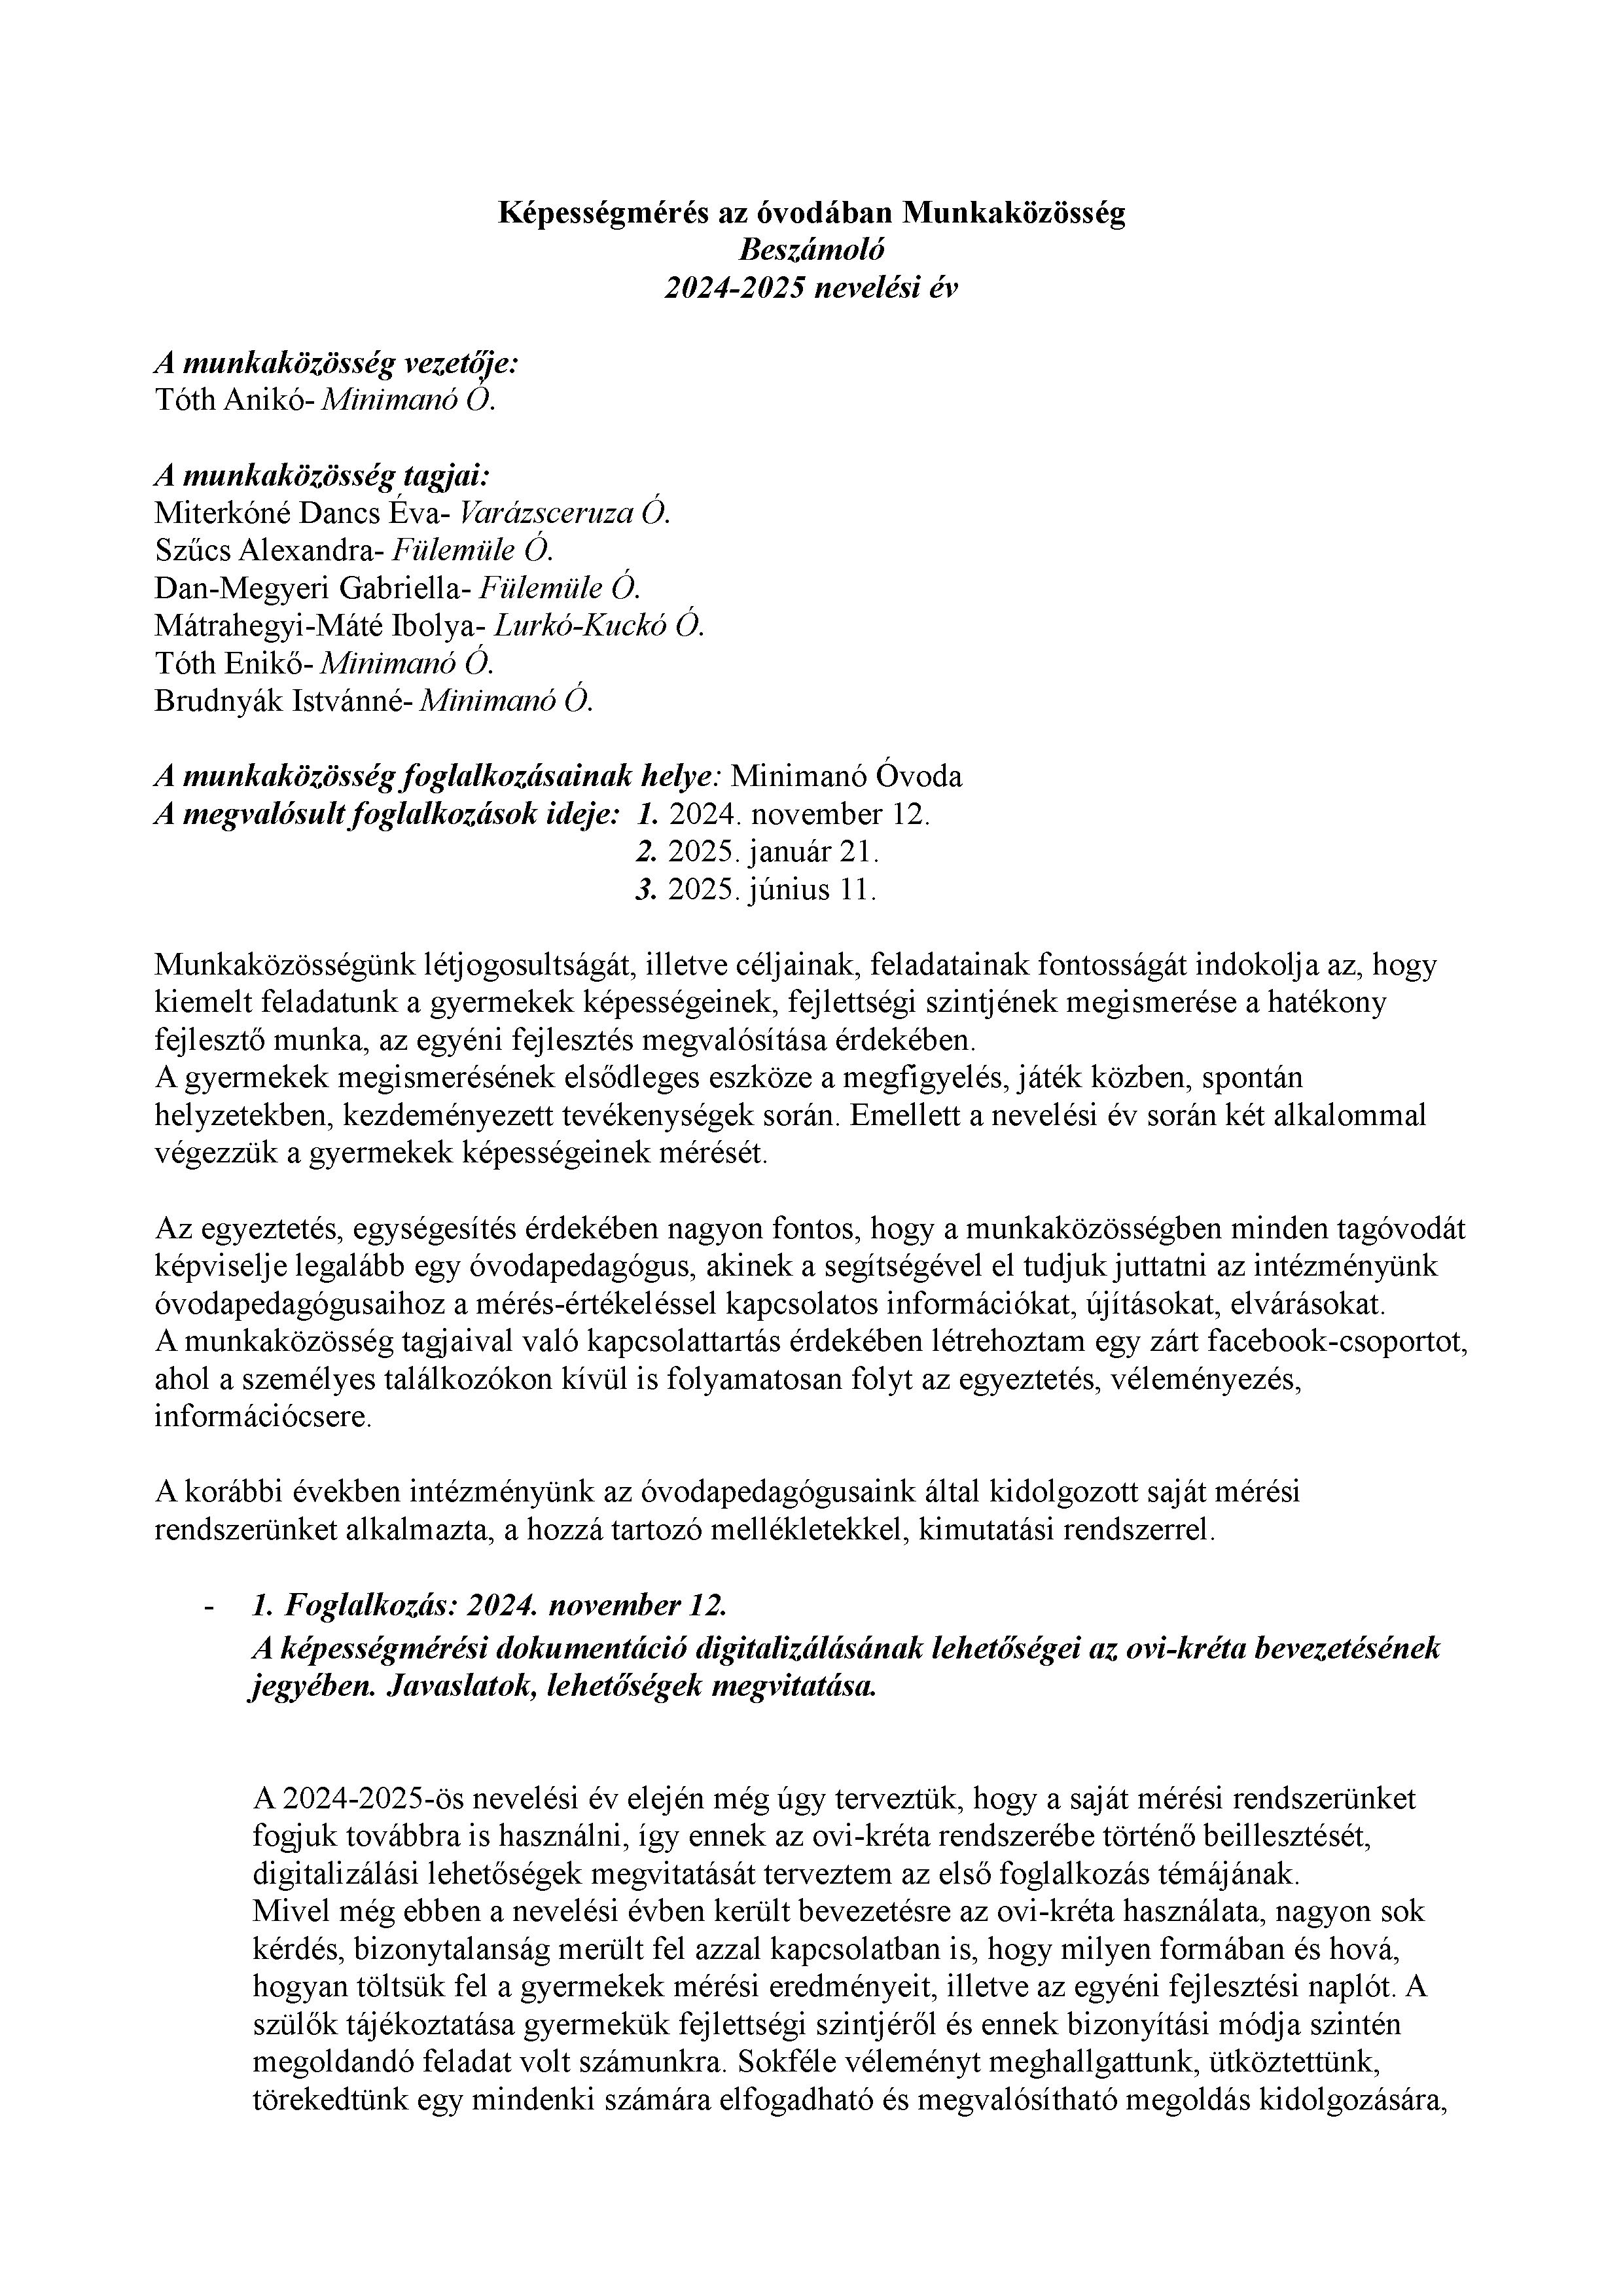 Képességmérés az óvodában Munkaközösség
Beszámoló
2024-2025 nevelési év
A munkaközösség vezetője:
Tóth Anikó- Minimanó Ó.
A munkaközösség tagjai:
Miterkóné Dancs Éva- Varázsceruza Ó.
Szűcs Alexandra- Fülemüle Ó.
Dan-Megyeri Gabriella- Fülemüle Ó.
Mátrahegyi-Máté Ibolya- Lurkó-Kuckó Ó.
Tóth Enikő- Minimanó Ó.
Brudnyák Istvánné- Minimanó Ó.
A munkaközösség foglalkozásainak helye: Minimanó Óvoda
A megvalósult foglalkozások ideje: 1. 2024. november 12.
2. 2025. január 21.
3. 2025. június 11.
Munkaközösségünk létjogosultságát, illetve céljainak, feladatainak fontosságát indokolja az, hogy
kiemelt feladatunk a gyermekek képességeinek, fejlettségi szintjének megismerése a hatékony
fejlesztő munka, az egyéni fejlesztés megvalósítása érdekében.
A gyermekek megismerésének elsődleges eszköze a megfigyelés, játék közben, spontán
helyzetekben, kezdeményezett tevékenységek során. Emellett a nevelési év során két alkalommal
végezzük a gyermekek képességeinek mérését.
Az egyeztetés, egységesítés érdekében nagyon fontos, hogy a munkaközösségben minden tagóvodát
képviselje legalább egy óvodapedagógus, akinek a segítségével el tudjuk juttatni az intézményünk
óvodapedagógusaihoz a mérés-értékeléssel kapcsolatos információkat, újításokat, elvárásokat.
A munkaközösség tagjaival való kapcsolattartás érdekében létrehoztam egy zárt facebook-csoportot,
ahol a személyes találkozókon kívül is folyamatosan folyt az egyeztetés, véleményezés,
információcsere.
A korábbi években intézményünk az óvodapedagógusaink által kidolgozott saját mérési
rendszerünket alkalmazta, a hozzá tartozó mellékletekkel, kimutatási rendszerrel.
- 1. Foglalkozás: 2024. november 12.
A képességmérési dokumentáció digitalizálásának lehetőségei az ovi-kréta bevezetésének
jegyében. Javaslatok, lehetőségek megvitatása.
A 2024-2025-ös nevelési év elején még úgy terveztük, hogy a saját mérési rendszerünket
fogjuk továbbra is használni, így ennek az ovi-kréta rendszerébe történő beillesztését,
digitalizálási lehetőségek megvitatását terveztem az első foglalkozás témájának.
Mivel még ebben a nevelési évben került bevezetésre az ovi-kréta használata, nagyon sok
kérdés, bizonytalanság merült fel azzal kapcsolatban is, hogy milyen formában és hová,
hogyan töltsük fel a gyermekek mérési eredményeit, illetve az egyéni fejlesztési naplót. A
szülők tájékoztatása gyermekük fejlettségi szintjéről és ennek bizonyítási módja szintén
megoldandó feladat volt számunkra. Sokféle véleményt meghallgattunk, ütköztettünk,
törekedtünk egy mindenki számára elfogadható és megvalósítható megoldás kidolgozására,